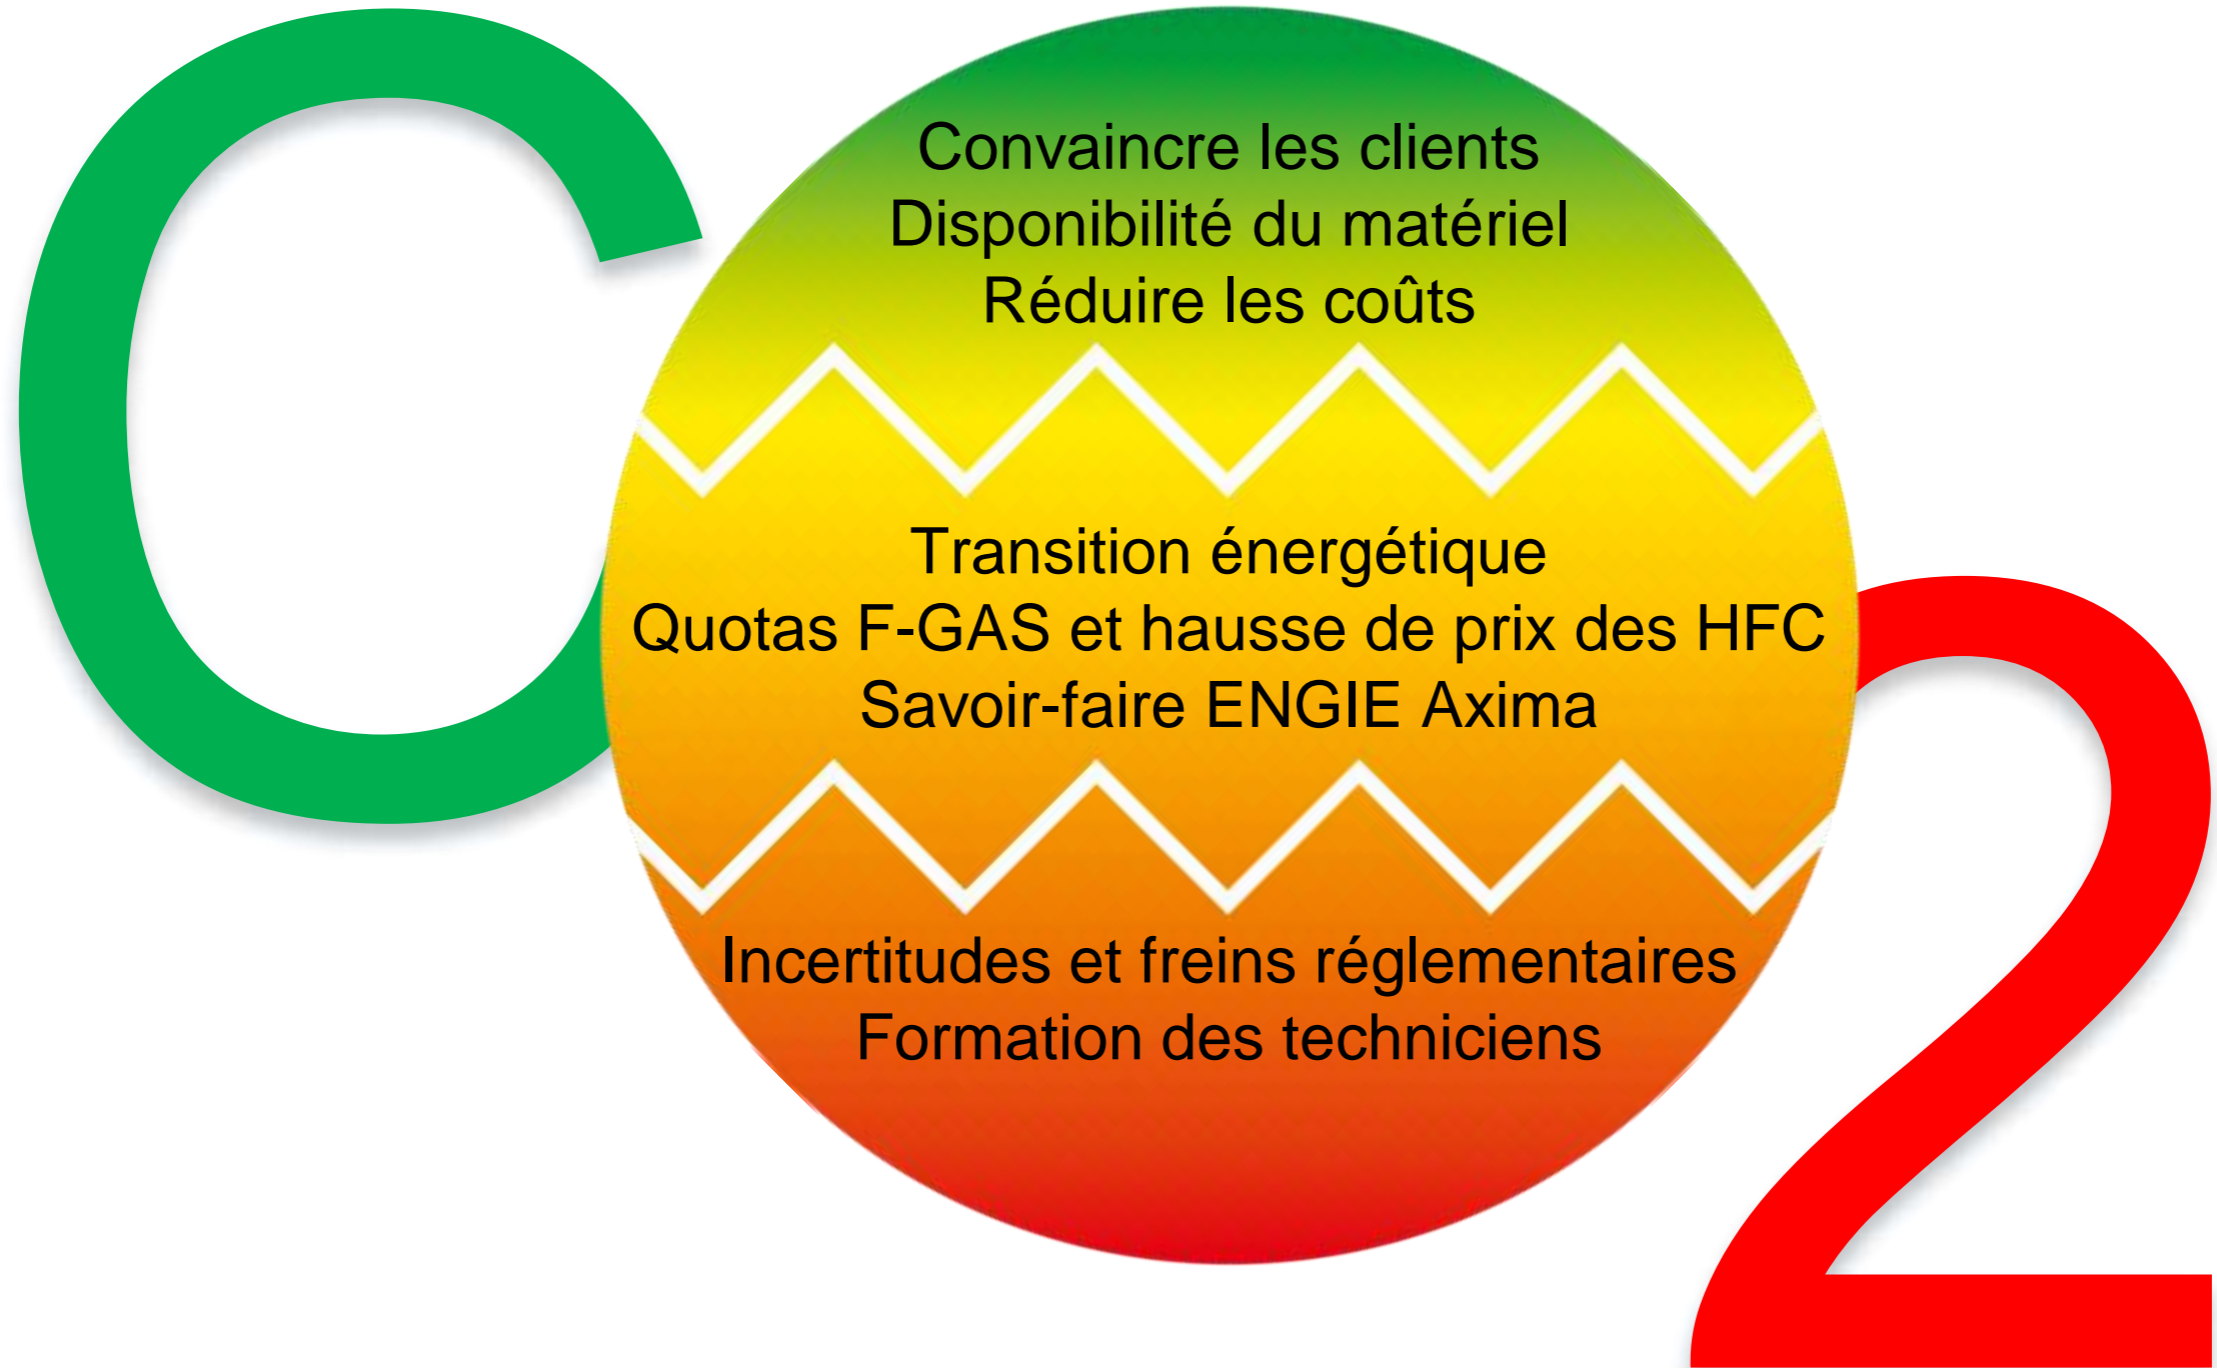 CO2
Convaincre les clients
Disponibilité du matériel
Réduire les coûts
Transition énergétique
Quotas F-GAS et hausse de prix des HFC
Savoir-faire ENGIE Axima
Incertitudes et freins réglementaires
Formation des techniciens